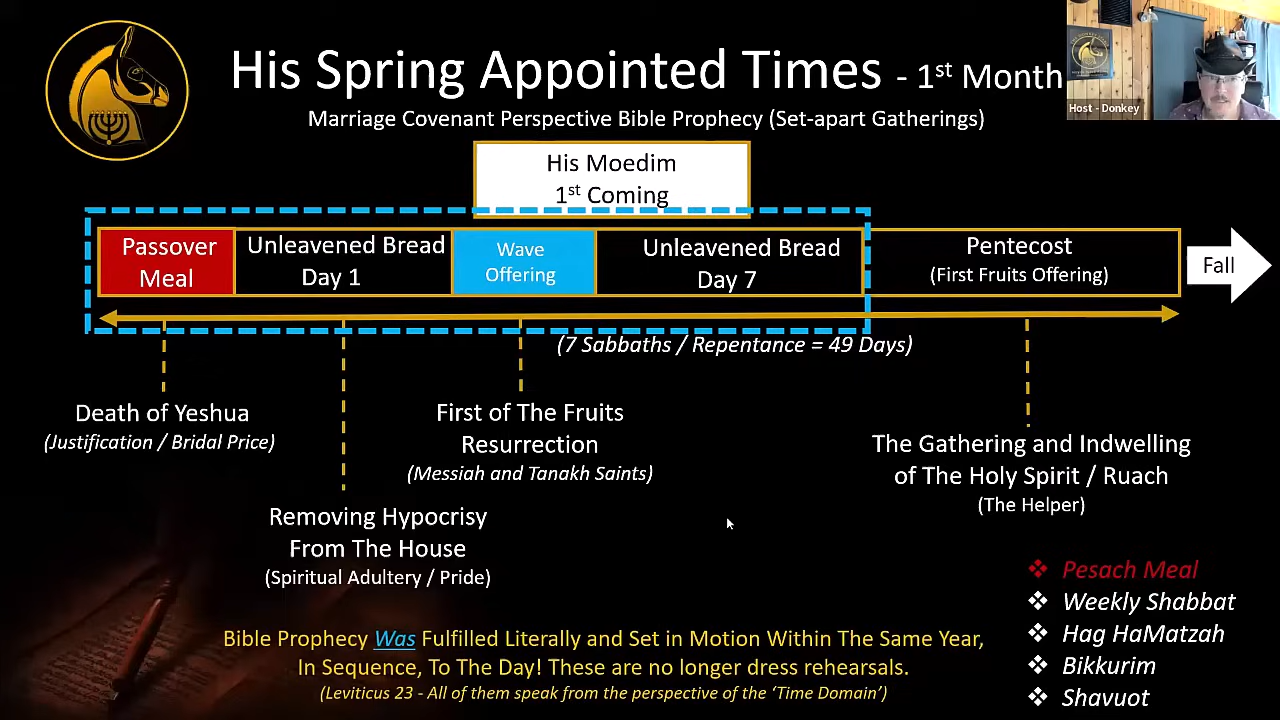 His Spring Appointed Times - 1st Month
Marriage Covenant Perspective Bible Prophecy (Set-apart Gatherings)
Host - Donkey
His Moedim
1st Coming
Passover
Meal
Unleavened Bread
Day 1
Wave
Offering
Unleavened Bread
Day 7
Pentecost
(First Fruits Offering)
Fall
(7 Sabbaths / Repentance = 49 Days)
Death of Yeshua
(Justification / Bridal Price)
First of The Fruits
Resurrection
(Messiah and Tanakh Saints)
The Gathering and Indwelling
of The Holy Spirit / Ruach
(The Helper)
Removing Hypocrisy
From The House
(Spiritual Adultery / Pride)
❖ Pesach Meal
❖ Weekly Shabbat
❖ Hag HaMatzah
❖ Bikkurim
❖ Shavuot
Bible Prophecy Was Fulfilled Literally and Set in Motion Within The Same Year,
In Sequence, To The Day! These are no longer dress rehearsals.
(Leviticus 23 - All of them speak from the perspective of the ‘Time Domain’)